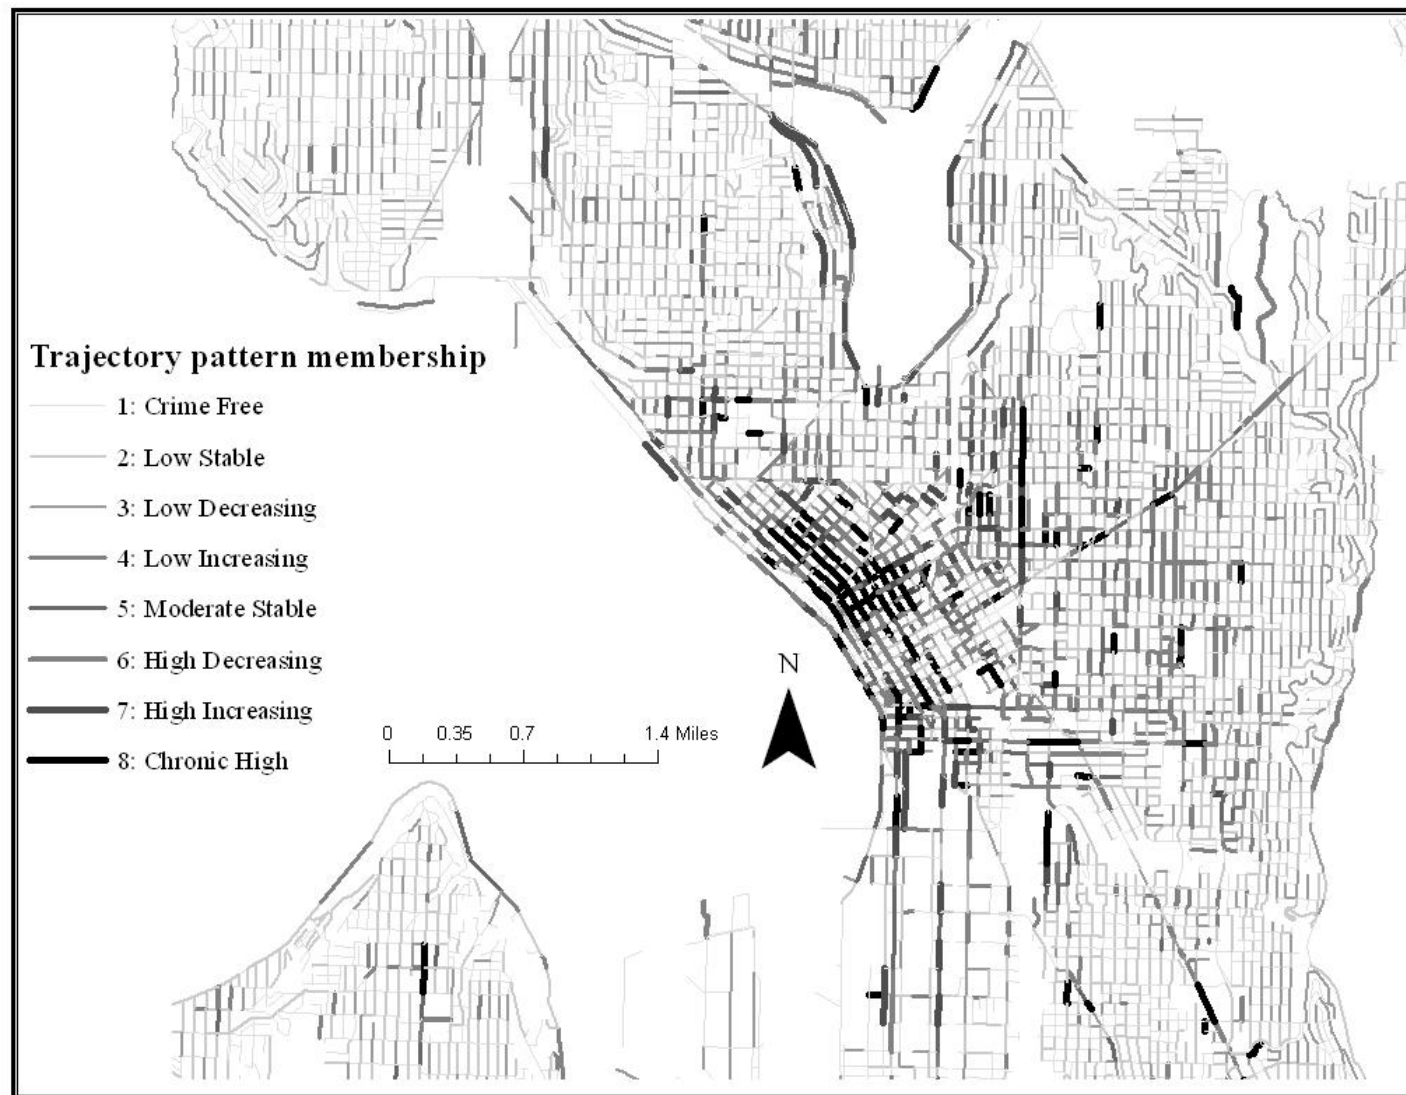 Trajectory pattern membership
1: Crime Free
2: Low Stable
3: Low Decreasing
4: Low Increasing
5: Moderate Stable
6: High Decreasing
7: High Increasing
8: Chronic High
N
0 0.35 0.7 1.4 Miles